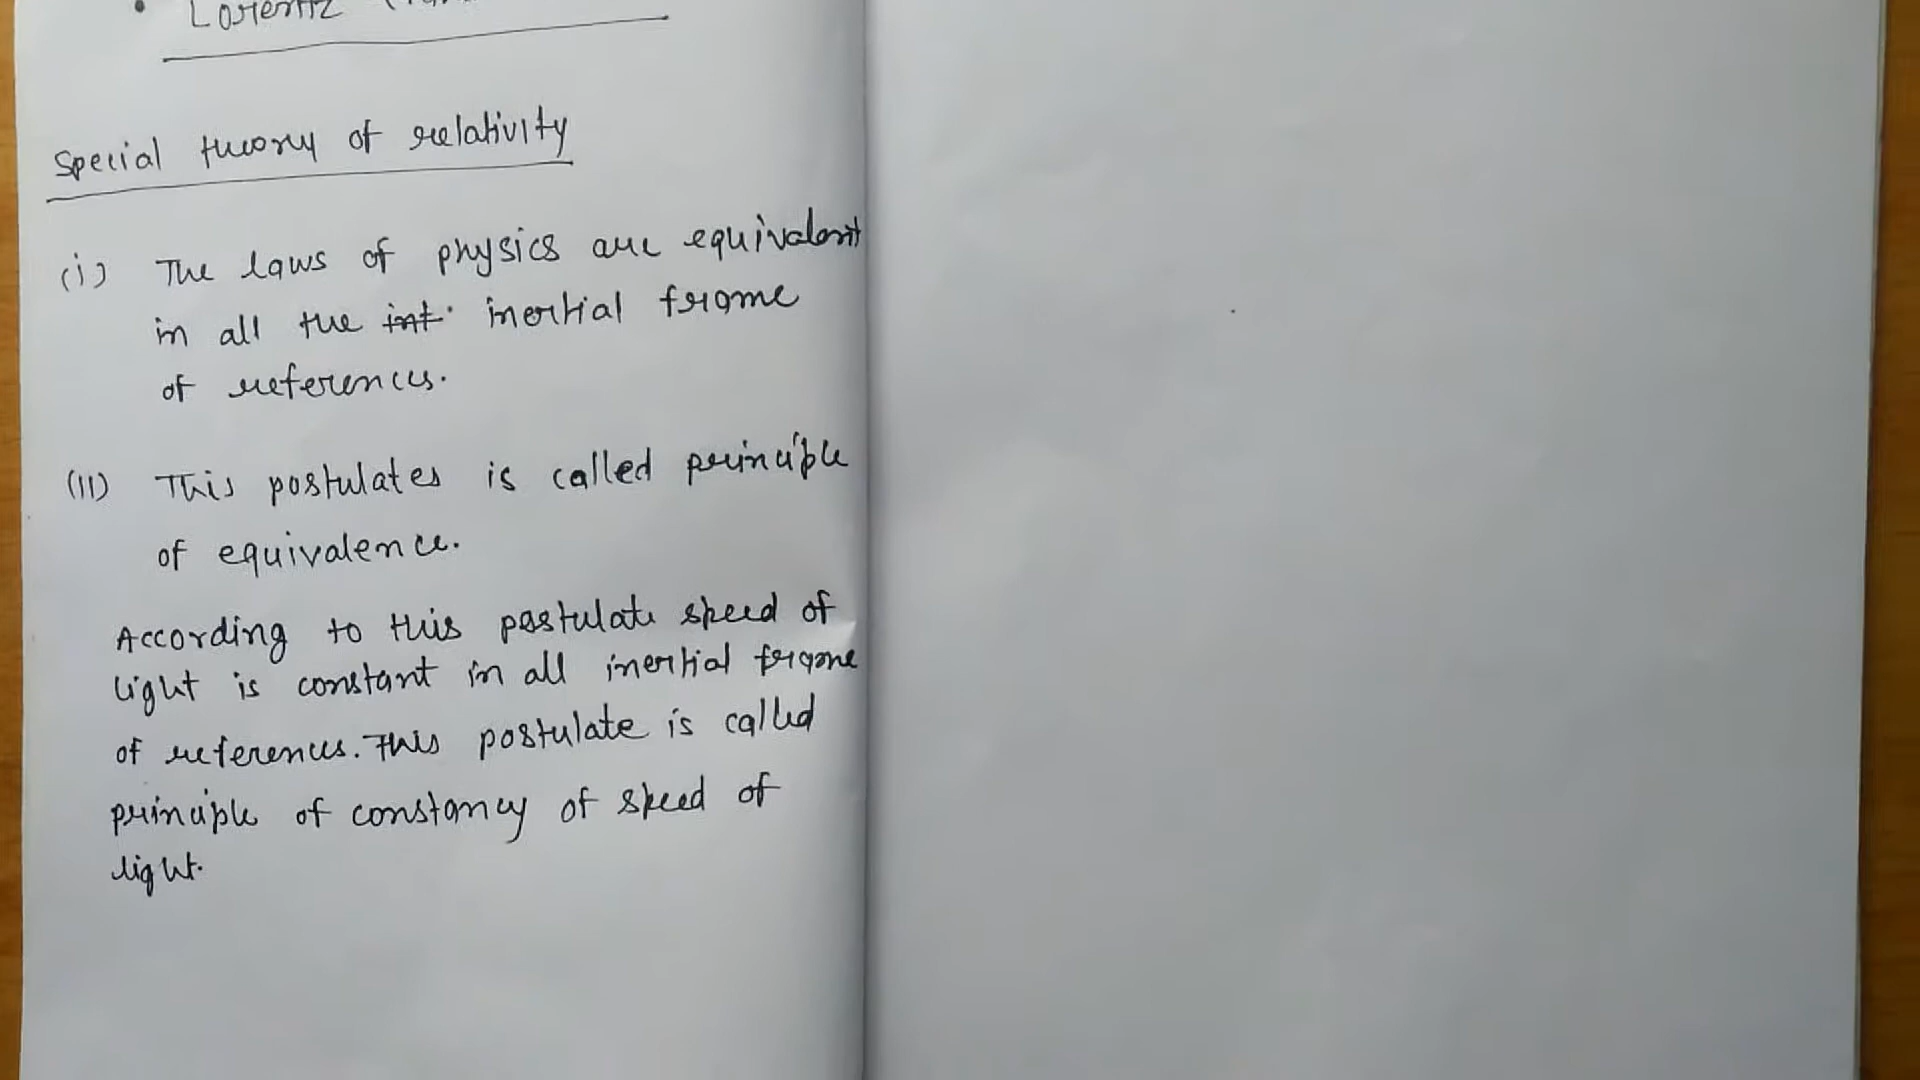 Lorentz
Special theory of relativity
(i) The laws of physics are equivalent
in all the int. inertial frame
of references.
(II) This postulates is called principle
of equivalence.
According to this postulate speed of
light is constant in all inertial frame
of references. This postulate is called
principle of constancy of speed of
light.